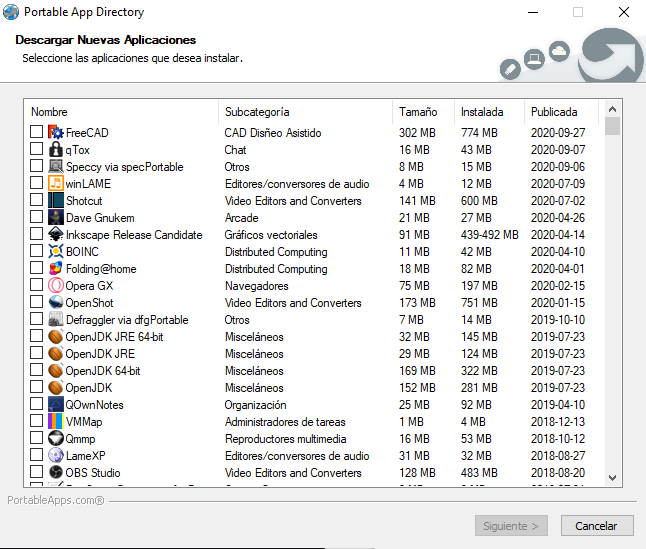 Portable App Directory
Descargar Nuevas Aplicaciones
Seleccione las aplicaciones que desea instalar.
Nombre Subcategoría Tamaño Instalada Publicada
FreeCAD CAD Disñeo Asistido 302 MB 774 MB 2020-09-27
qTox Chat 16 MB 43 MB 2020-09-07
Speccy via specPortable Otros 8 MB 15 MB 2020-09-06
winLAME Editores/conversores de audio 4 MB 12 MB 2020-07-09
Shotcut Video Editores and Converters 141 MB 600 MB 2020-07-02
Dave Gnukem Arcade 21 MB 27 MB 2020-04-26
Inkscape Release Candidate Gráficos vectoriales 91 MB 439-492 MB 2020-04-14
BOINC Distributed Computing 11 MB 42 MB 2020-04-10
Folding@home Distributed Computing 18 MB 82 MB 2020-04-01
Opera GX Navegadores 75 MB 197 MB 2020-02-15
OpenShot Video Editors and Converters 173 MB 751 MB 2020-01-15
Defraggler via dfgPortable Otros 7 MB 14 MB 2019-10-10
OpenJDK JRE 64-bit Misceláneos 32 MB 145 MB 2019-07-23
OpenJDK JRE Misceláneos 29 MB 124 MB 2019-07-23
OpenJDK 64-bit Misceláneos 169 MB 322 MB 2019-07-23
OpenJDK Misceláneos 152 MB 281 MB 2019-07-23
QOwnNotes Organización 25 MB 92 MB 2019-04-10
VMMap Administradores de tareas 1 MB 4 MB 2018-12-13
Qmmp Reproductores multimedia 16 MB 53 MB 2018-10-12
LameXP Editores/conversores de audio 31 MB 32 MB 2018-08-27
OBS Studio Video Editors and Converters 128 MB 483 MB 2018-08-20
PortableApps.com®
Siguiente > Cancelar